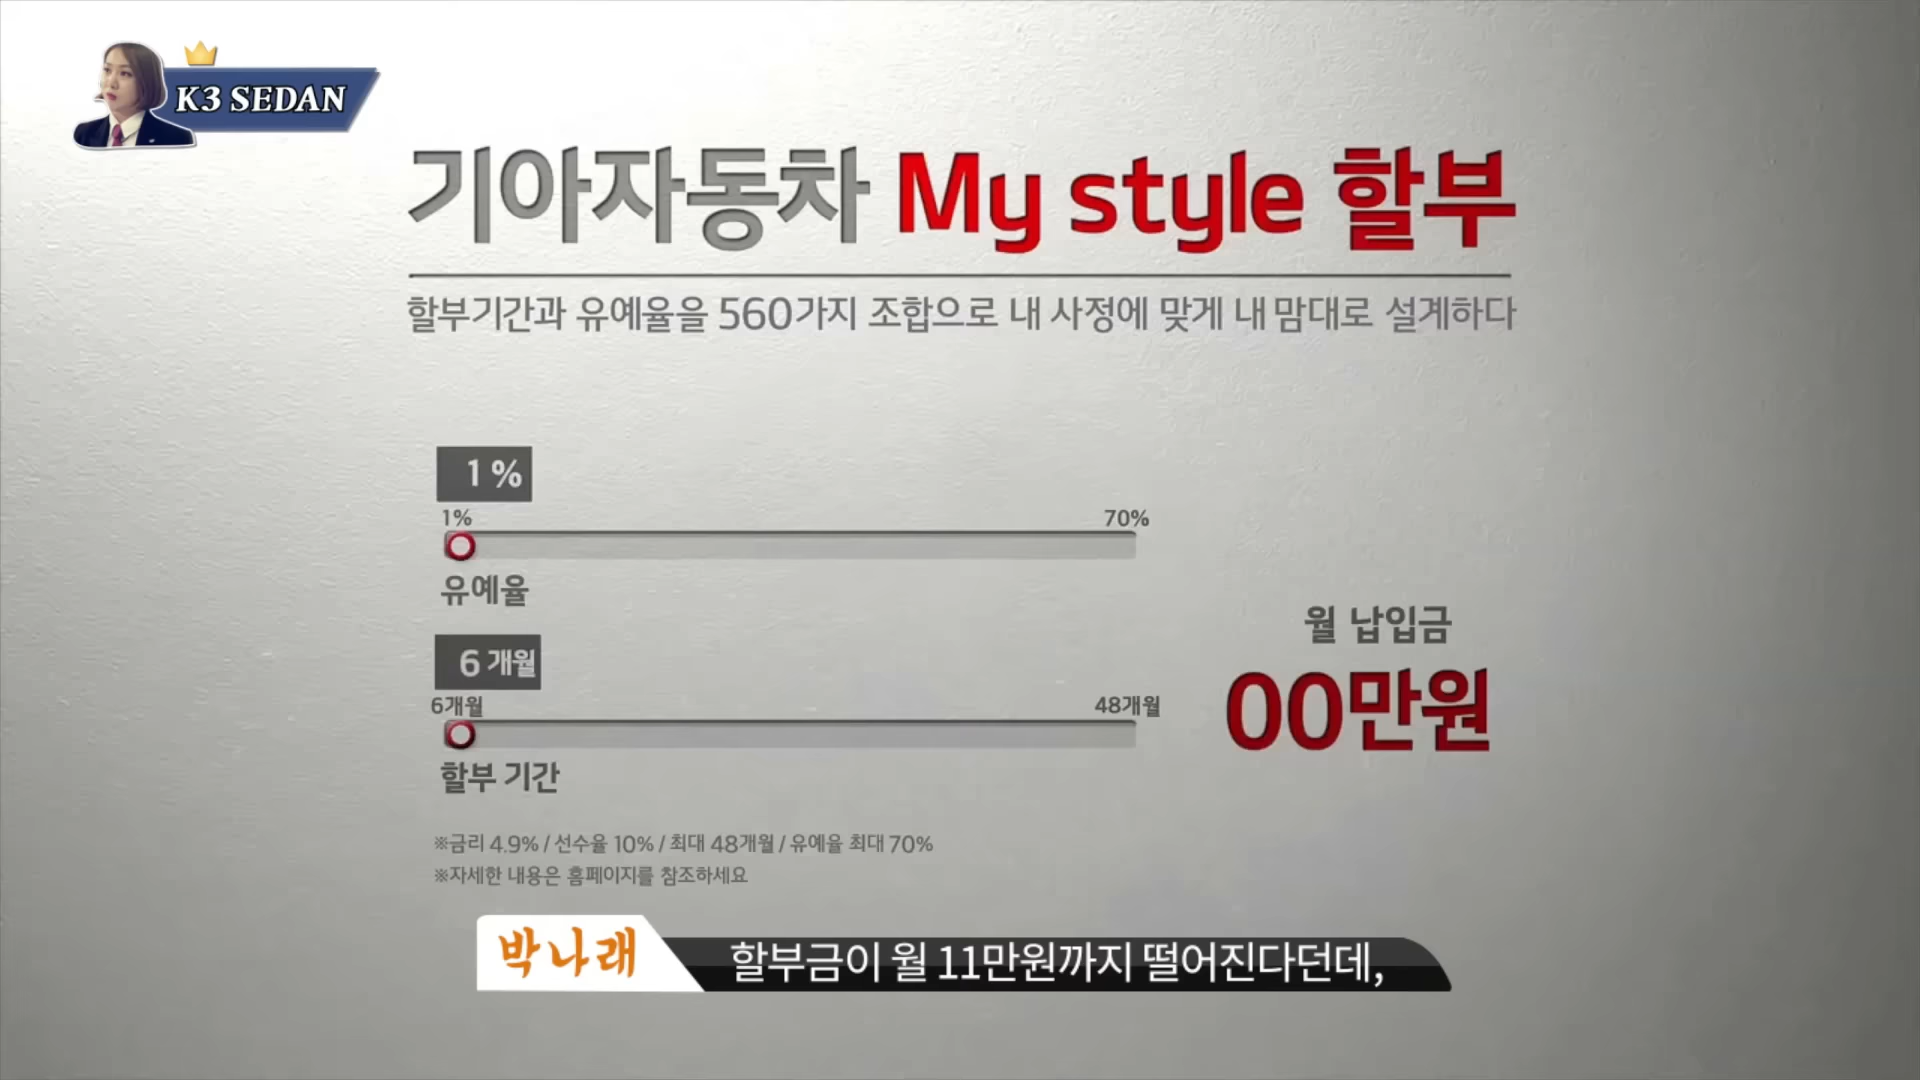 K3 SEDAN
기아자동차 My style 할부
할부기간과 유예율을 560가지 조합으로 내 사정에 맞게 내 맘대로 설계하다
1 %
1%
70%
유예율
6 개월
6개월
48개월
할부 기간
월 납입금
00만원
※금리 4.9% / 선수율 10% / 최대 48개월 / 유예율 최대 70%
※자세한 내용은 홈페이지를 참조하세요
박나래
할부금이 월 11만원까지 떨어진다던데,